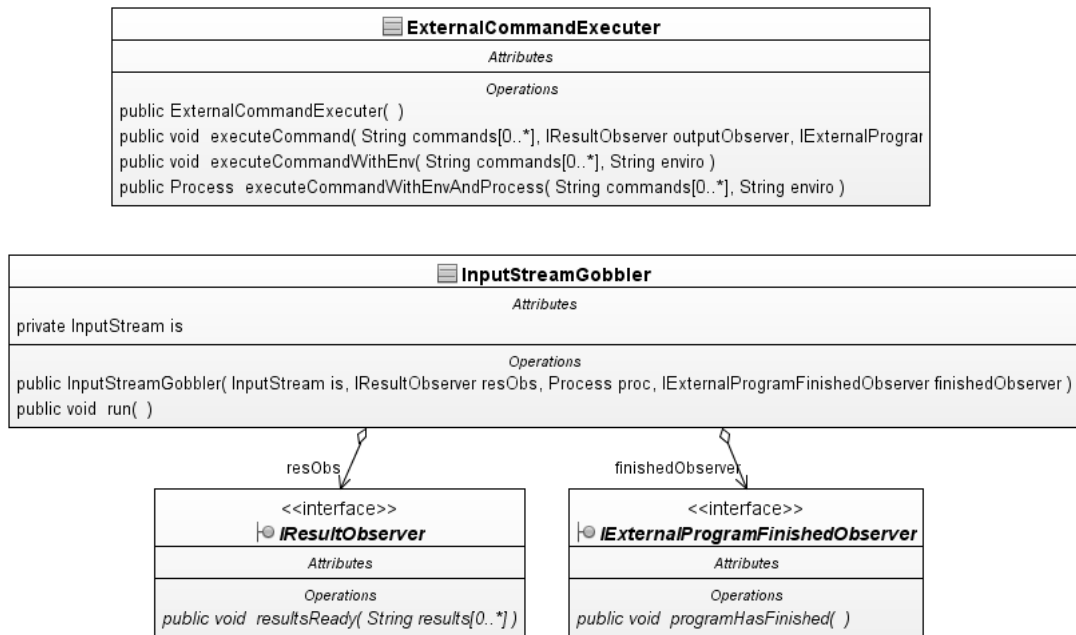 ExternalCommandExecuter
Attributes
Operations
public ExternalCommandExecuter( )
public void executeCommand( String commands[0..*], IResultObserver outputObserver, IExternalPrograr
public void executeCommandWithEnv( String commands[0..*], String enviro )
public Process executeCommandWithEnvAndProcess( String commands[0..*], String enviro )
InputStreamGobbler
Attributes
private InputStream is
Operations
public InputStreamGobbler( InputStream is, IResultObserver resObs, Process proc, IExternalProgramFinishedObserver finishedObserver )
public void run( )
resObs
finishedObserver
<<interface>>
IResultObserver
Attributes
Operations
public void resultsReady( String results[0..*] )
<<interface>>
IExternalProgramFinishedObserver
Attributes
Operations
public void programHasFinished( )